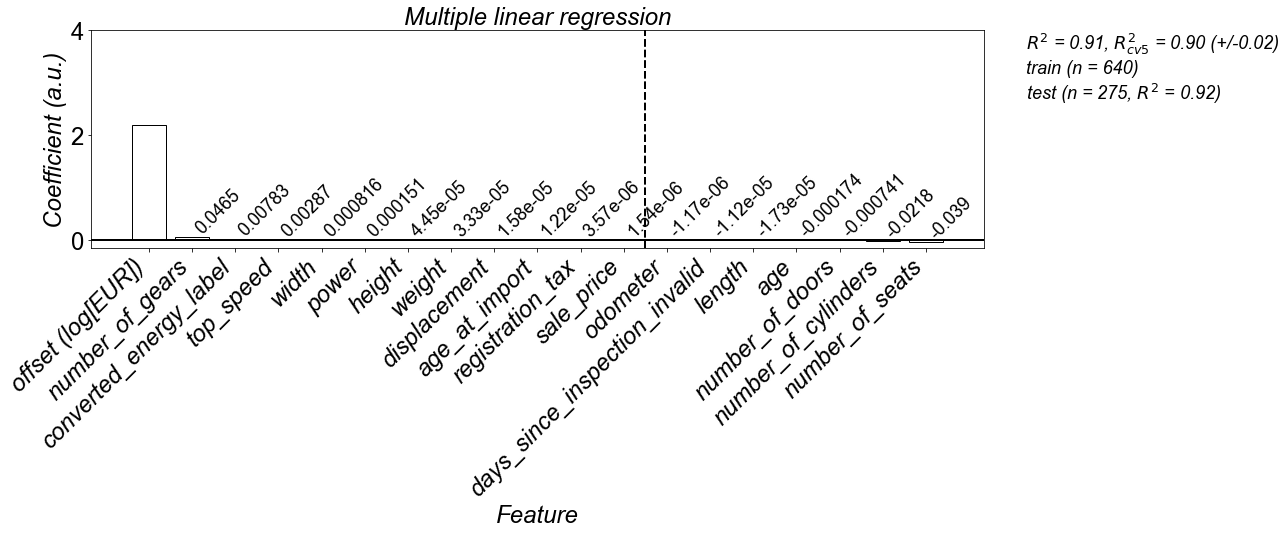 Multiple linear regression
R² = 0.91, R²cv5 = 0.90 (+/-0.02)
train (n = 640)
test (n = 275, R² = 0.92)
Coefficient (a.u.)
4
2
0
0.0465
0.00783
0.00287
0.000816
0.000151
4.45e-05
3.33e-05
1.58e-05
1.22e-05
3.57e-06
1.54e-06
-1.17e-06
-1.12e-05
-1.73e-05
-0.000174
-0.000741
-0.0218
-0.039
offset (log[EUR])
number_of_gears
converted_energy_label
top_speed
width
power
height
weight
displacement
age_at_import
registration_tax
sale_price
odometer
days_since_inspection_invalid
length
age
number_of_doors
number_of_cylinders
number_of_seats
Feature